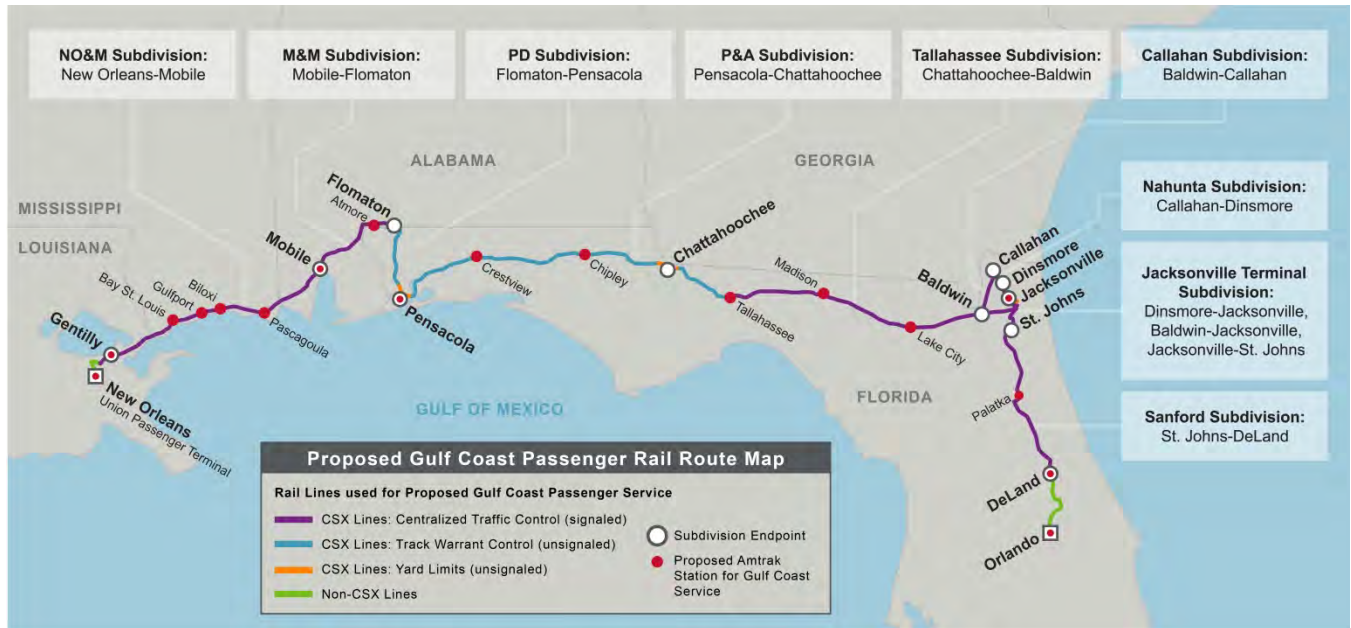 NO&M Subdivision:
New Orleans-Mobile
M&M Subdivision:
Mobile-Flomaton
PD Subdivision:
Flomaton-Pensacola
P&A Subdivision:
Pensacola-Chattahoochee
Tallahassee Subdivision:
Chattahoochee-Baldwin
Callahan Subdivision:
Baldwin-Callahan
Nahunta Subdivision:
Callahan-Dinsmore
Jacksonville Terminal
Subdivision:
Dinsmore-Jacksonville,
Baldwin-Jacksonville,
Jacksonville-St. Johns
Sanford Subdivision:
St. Johns-DeLand
MISSISSIPPI
LOUISIANA
ALABAMA
GEORGIA
FLORIDA
GULF OF MEXICO
New Orleans
Union Passenger Terminal
Gentilly
Bay St. Louis
Gulfport
Biloxi
Pascagoula
Mobile
Atmore
Flomaton
Pensacola
Crestview
Chipley
Chattahoochee
Tallahassee
Madison
Lake City
Baldwin
Callahan
Dinsmore
Jacksonville
St. Johns
Palatka
DeLand
Orlando
Proposed Gulf Coast Passenger Rail Route Map
Rail Lines used for Proposed Gulf Coast Passenger Service
CSX Lines: Centralized Traffic Control (signaled)
CSX Lines: Track Warrant Control (unsignaled)
CSX Lines: Yard Limits (unsignaled)
Non-CSX Lines
Subdivision Endpoint
Proposed Amtrak
Station for Gulf Coast
Service